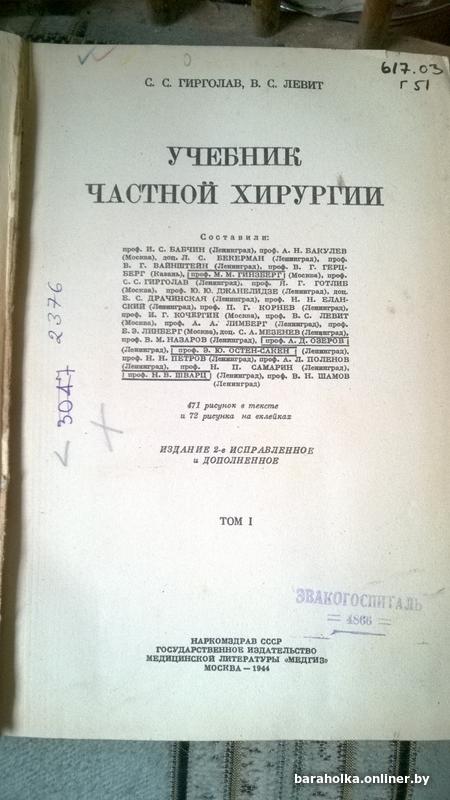 617.03
Г 51
С. С. ГИРГОЛАВ, В. С. ЛЕВИТ
УЧЕБНИК
ЧАСТНОЙ ХИРУРГИИ
Составили:
проф. И. С. БАБЧИН (Ленинград), проф. А. Н. БАКУЛЕВ
(Москва), доц. Л. С. БЕКЕРМАН (Ленинград), проф.
В. Г. ВАЙНШТЕЙН (Ленинград), проф. В. Г. ГЕРЦ-
БЕРГ (Казань), проф. М. М. ГИНЗБЕРГ (Москва), проф.
С. С. ГИРГОЛАВ (Ленинград), проф. Я. Г. ГОТЛИБ
(Москва), проф. Ю. Ю. ДЖАНЕЛИДЗЕ (Ленинград), доц.
Е. С. ДРАЧИНСКАЯ (Ленинград), проф. Н. Н. ЕЛАН-
СКИЙ (Ленинград), проф. П. Г. КОРНЕВ (Ленинград),
проф. И. Г. КОЧЕРГИН (Москва), проф. В. С. ЛЕВИТ
(Москва), проф. А. А. ЛИМБЕРГ (Ленинград), проф.
Б. Э. ЛИНБЕРГ (Москва), доц. С. А. МЕЗЕНЕВ (Ленинград),
проф. В. М. НАЗАРОВ (Ленинград), проф. А. Д. ОЗЕРОВ
(Ленинград), проф. Э. Ю. ОСТЕН-САКЕН (Ленинград),
проф. Н. Н. ПЕТРОВ (Ленинград), проф. А. Л. ПОЛЕНОВ
(Ленинград), проф. Н. П. САМАРИН (Ленинград),
проф. Н. В. ШВАРЦ (Ленинград), проф. В. Н. ШАМОВ
(Ленинград)
3047 2376
471 рисунок в тексте
и 72 рисунка на вклейках
ИЗДАНИЕ 2-е ИСПРАВЛЕННОЕ
и ДОПОЛНЕННОЕ
ТОМ I
ЭВАКОГОСПИТАЛЬ
= 4866 =
НАРКОМЗДРАВ СССР
ГОСУДАРСТВЕННОЕ ИЗДАТЕЛЬСТВО
МЕДИЦИНСКОЙ ЛИТЕРАТУРЫ «МЕДГИЗ»
МОСКВА — 1944
baraholka.onliner.by